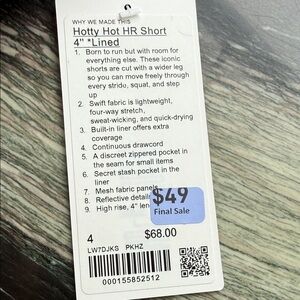 WHY WE MADE THIS
Hotty Hot HR Short
4" *Lined
1. Born to run but with room for
everything else. These iconic
shorts are cut with a wider leg
so you can move freely through
every stride, squat, and step
up
2. Swift fabric is lightweight,
four-way stretch,
sweat-wicking, and quick-drying
3. Built-in liner offers extra
coverage
4. Continuous drawcord
5. A discreet zippered pocket in
the seam for small items
6. Secret stash pocket in the
liner
7. Mesh fabric
8. Reflective
9. High rise, 4"
$49
Final Sale
4
$68.00
LW7DJKS PKHZ
000155852512